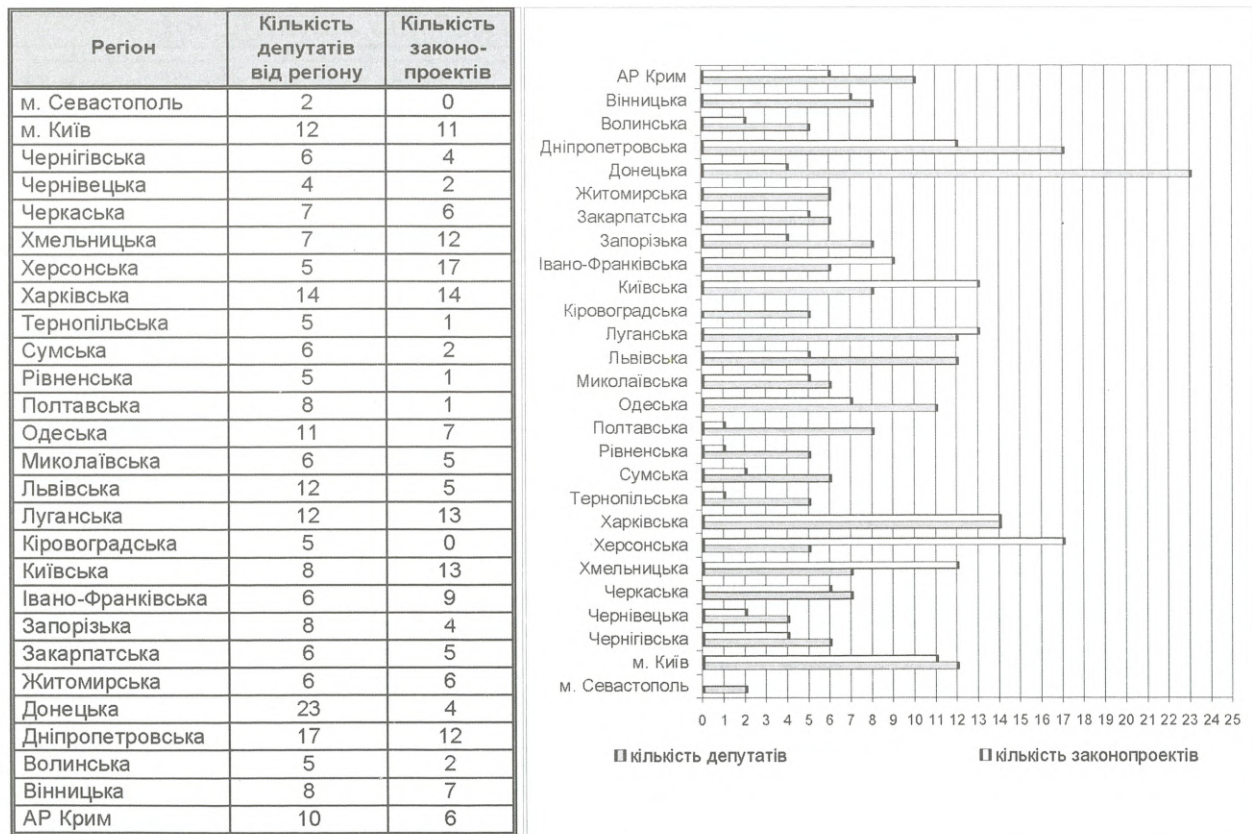 Регіон Кількість депутатів від регіону Кількість законо-проектів
м. Севастополь 2 0
м. Київ 12 11
Чернігівська 6 4
Чернівецька 4 2
Черкаська 7 6
Хмельницька 7 12
Херсонська 5 17
Харківська 14 14
Тернопільська 5 1
Сумська 6 2
Рівненська 5 1
Полтавська 8 1
Одеська 11 7
Миколаївська 6 5
Львівська 12 5
Луганська 12 13
Кіровоградська 5 0
Київська 8 13
Івано-Франківська 6 9
Запорізька 8 4
Закарпатська 6 5
Житомирська 6 6
Донецька 23 4
Дніпропетровська 17 12
Волинська 5 2
Вінницька 8 7
АР Крим 10 6
АР Крим
Вінницька
Волинська
Дніпропетровська
Донецька
Житомирська
Закарпатська
Запорізька
Івано-Франківська
Київська
Кіровоградська
Луганська
Львівська
Миколаївська
Одеська
Полтавська
Рівненська
Сумська
Тернопільська
Харківська
Херсонська
Хмельницька
Черкаська
Чернівецька
Чернігівська
м. Київ
м. Севастополь
0 1 2 3 4 5 6 7 8 9 10 11 12 13 14 15 16 17 18 19 20 21 22 23 24 25
кількість депутатів кількість законопроектів